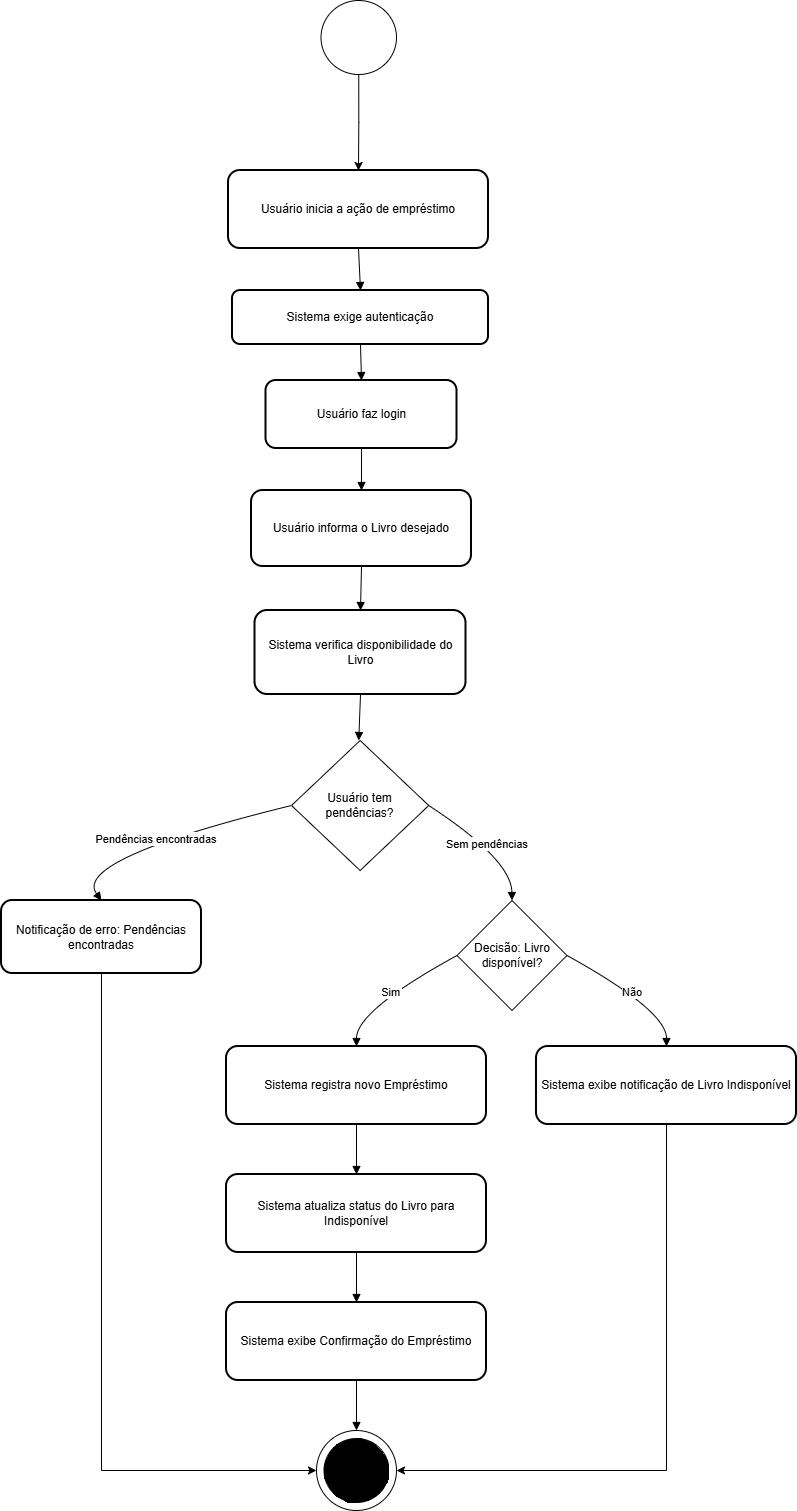 Usuário inicia a ação de empréstimo
Sistema exige autenticação
Usuário faz login
Usuário informa o Livro desejado
Sistema verifica disponibilidade do
Livro
Usuário tem
pendências?
Pendências encontradas
Sem pendências
Notificação de erro: Pendências
encontradas
Decisão: Livro
disponível?
Sim
Não
Sistema registra novo Empréstimo
Sistema exibe notificação de Livro Indisponível
Sistema atualiza status do Livro para
Indisponível
Sistema exibe Confirmação do Empréstimo